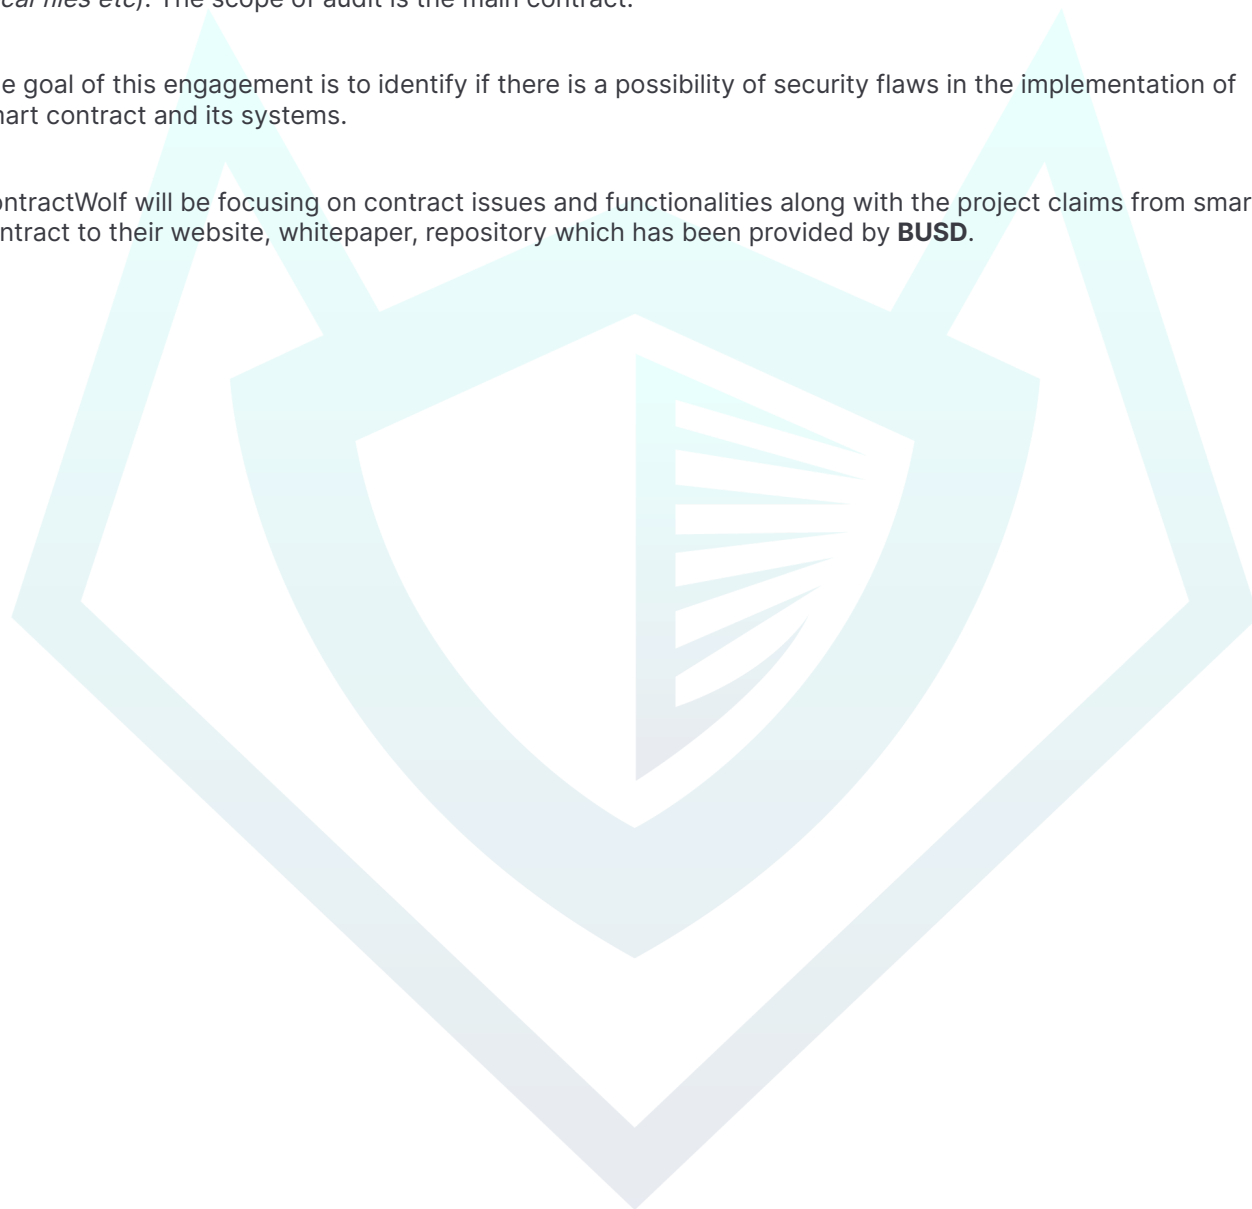 cal files etc). The scope of audit is the main contract.
e goal of this engagement is to identify if there is a possibility of security flaws in the implementation of
art contract and its systems.
ontractWolf will be focusing on contract issues and functionalities along with the project claims from smar
ntract to their website, whitepaper, repository which has been provided by BUSD.